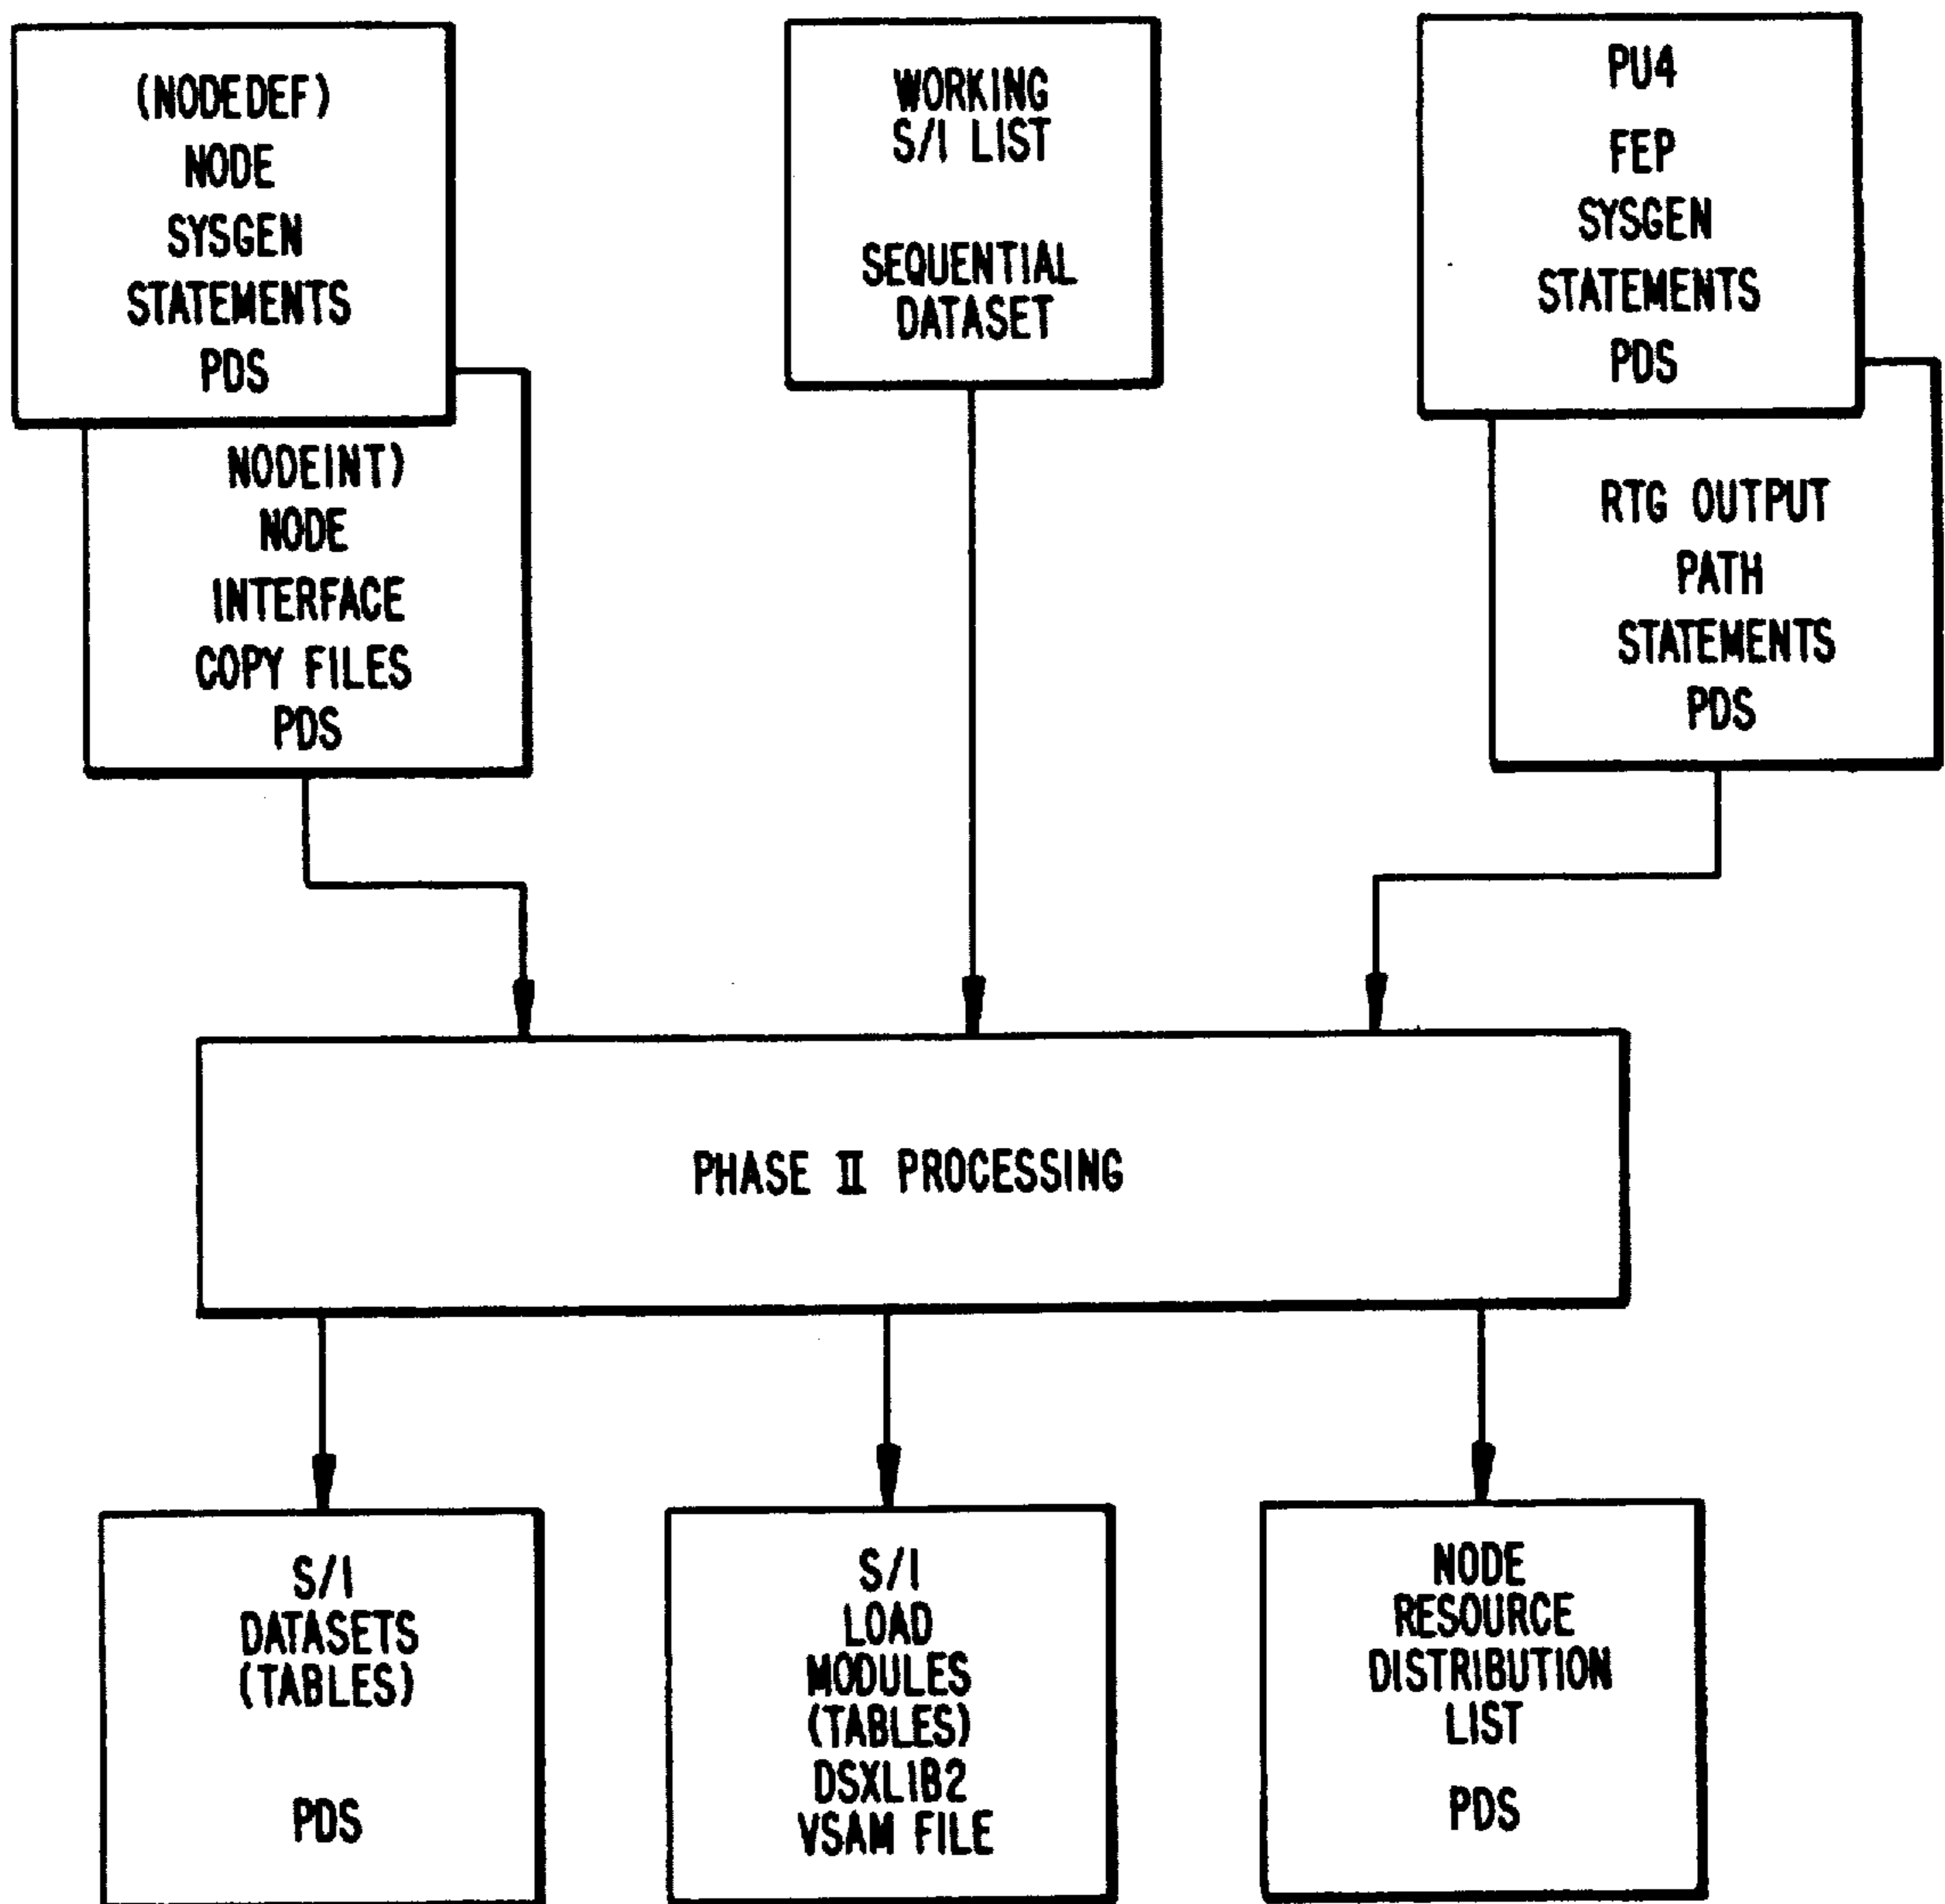 (NODEDEF)
NODE
SYSGEN
STATEMENTS
PDS
NODEINT)
NODE
INTERFACE
COPY FILES
PDS
WORKING
S/I LIST
SEQUENTIAL
DATASET
PU4
FEP
SYSGEN
STATEMENTS
PDS
RTG OUTPUT
PATH
STATEMENTS
PDS
PHASE II PROCESSING
S/I
DATASETS
(TABLES)
PDS
S/I
LOAD
MODULES
(TABLES)
DSXLIB2
VSAM FILE
NODE
RESOURCE
DISTRIBUTION
LIST
PDS